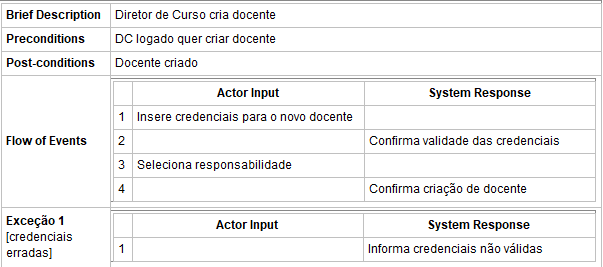 Brief Description Diretor de Curso cria docente
Preconditions DC logado quer criar docente
Post-conditions Docente criado
Flow of Events
Actor Input System Response
1 Insere credenciais para o novo docente
2 Confirma validade das credenciais
3 Seleciona responsabilidade
4 Confirma criação de docente
Exceção 1
[credenciais
erradas]
Actor Input System Response
1 Informa credenciais não válidas